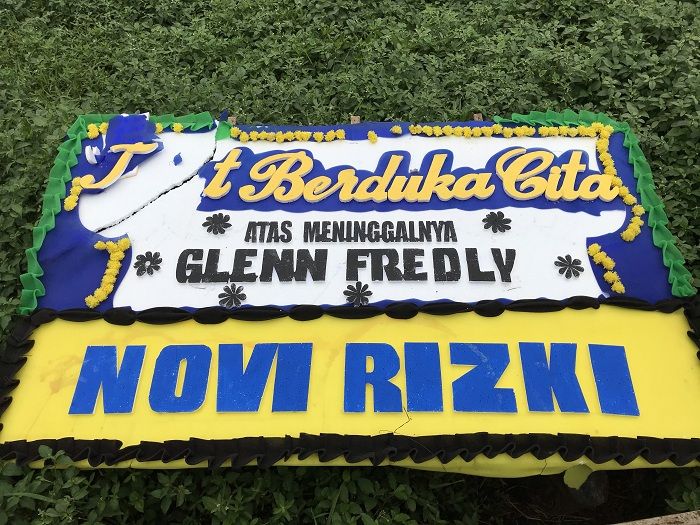 t Berduka Cita
ATAS MENINGGALNYA
GLENN FREDLY
NOVI RIZKI